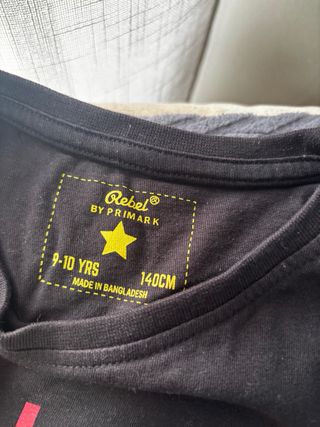 Rebel®
BY PRIMARK
9-10 YRS
140CM
MADE IN BANGLADESH